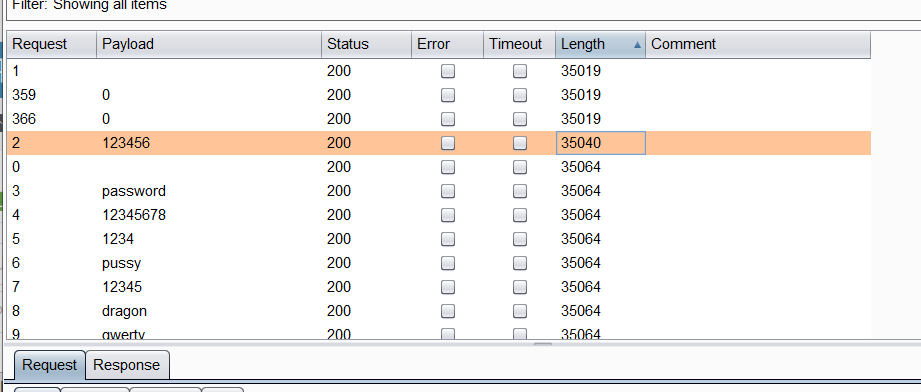 Filter: Showing all items
Request Payload Status Error Timeout Length Comment
1 200 35019
359 0 200 35019
366 0 200 35019
2 123456 200 35040
0 200 35064
3 password 200 35064
4 12345678 200 35064
5 1234 200 35064
6 pussy 200 35064
7 12345 200 35064
8 dragon 200 35064
9 qwerty 200 35064
Request Response